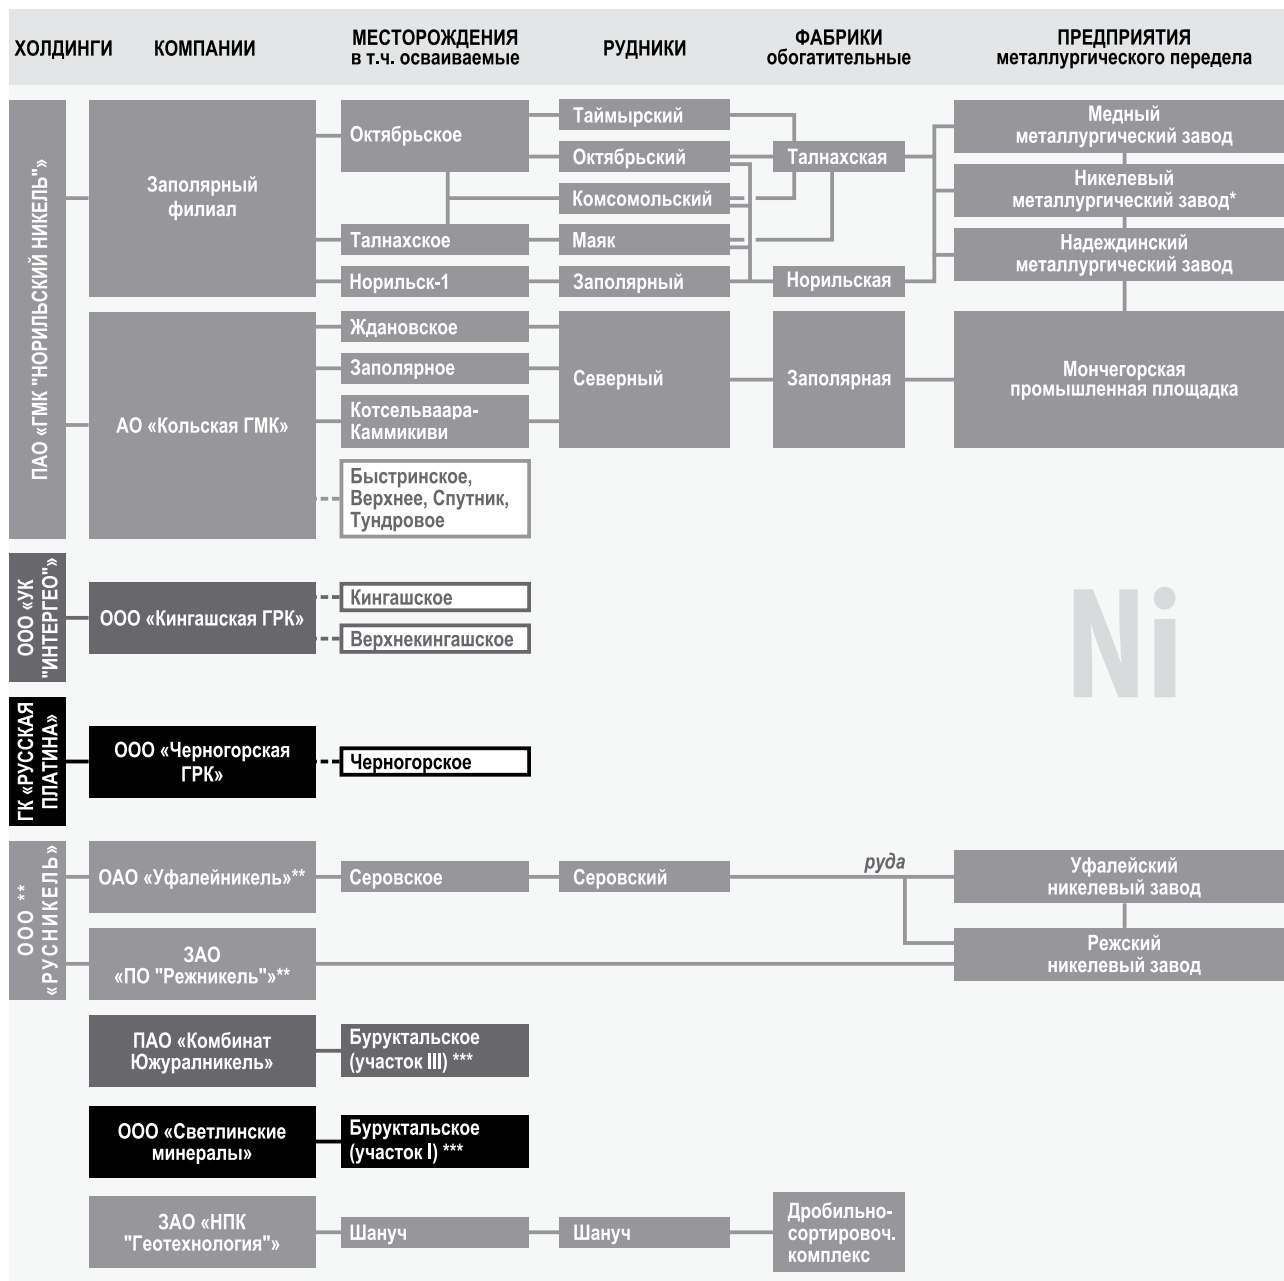 ХОЛДИНГИ
КОМПАНИИ
МЕСТОРОЖДЕНИЯ
в т.ч. осваиваемые
РУДНИКИ
ФАБРИКИ
обогатительные
ПРЕДПРИЯТИЯ
металлургического передела
ПАО «ГМК "НОРИЛЬСКИЙ НИКЕЛЬ"»
Заполярный
филиал
Октябрьское
Талнахское
Норильск-1
Таймырский
Октябрьский
Комсомольский
Маяк
Заполярный
Талнахская
Норильская
Медный
металлургический завод
Никелевый
металлургический завод*
Надеждинский
металлургический завод
АО «Кольская ГМК»
Ждановское
Заполярное
Котсельваара-
Каммикиви
Быстринское,
Верхнее, Спутник,
Тундровое
Северный
Заполярная
Мончегорская
промышленная площадка
ООО «УК
"ИНТЕРГЕО"»
ООО «Кингашская ГРК»
Кингашское
Верхнекингашское
Ni
ГК «РУССКАЯ
ПЛАТИНА»
ООО «Черногорская
ГРК»
Черногорское
ООО **
«РУСНИКЕЛЬ»
ОАО «Уфалейникель»**
Серовское
Серовский
руда
Уфалейский
никелевый завод
ЗАО
«ПО "Режникель"»**
Режский
никелевый завод
ПАО «Комбинат
Южуралникель»
Буруктальское
(участок III) ***
ООО «Светлинские
минералы»
Буруктальское
(участок I) ***
ЗАО «НПК
"Геотехнология"»
Шануч
Шануч
Дробильно-
сортировоч.
комплекс